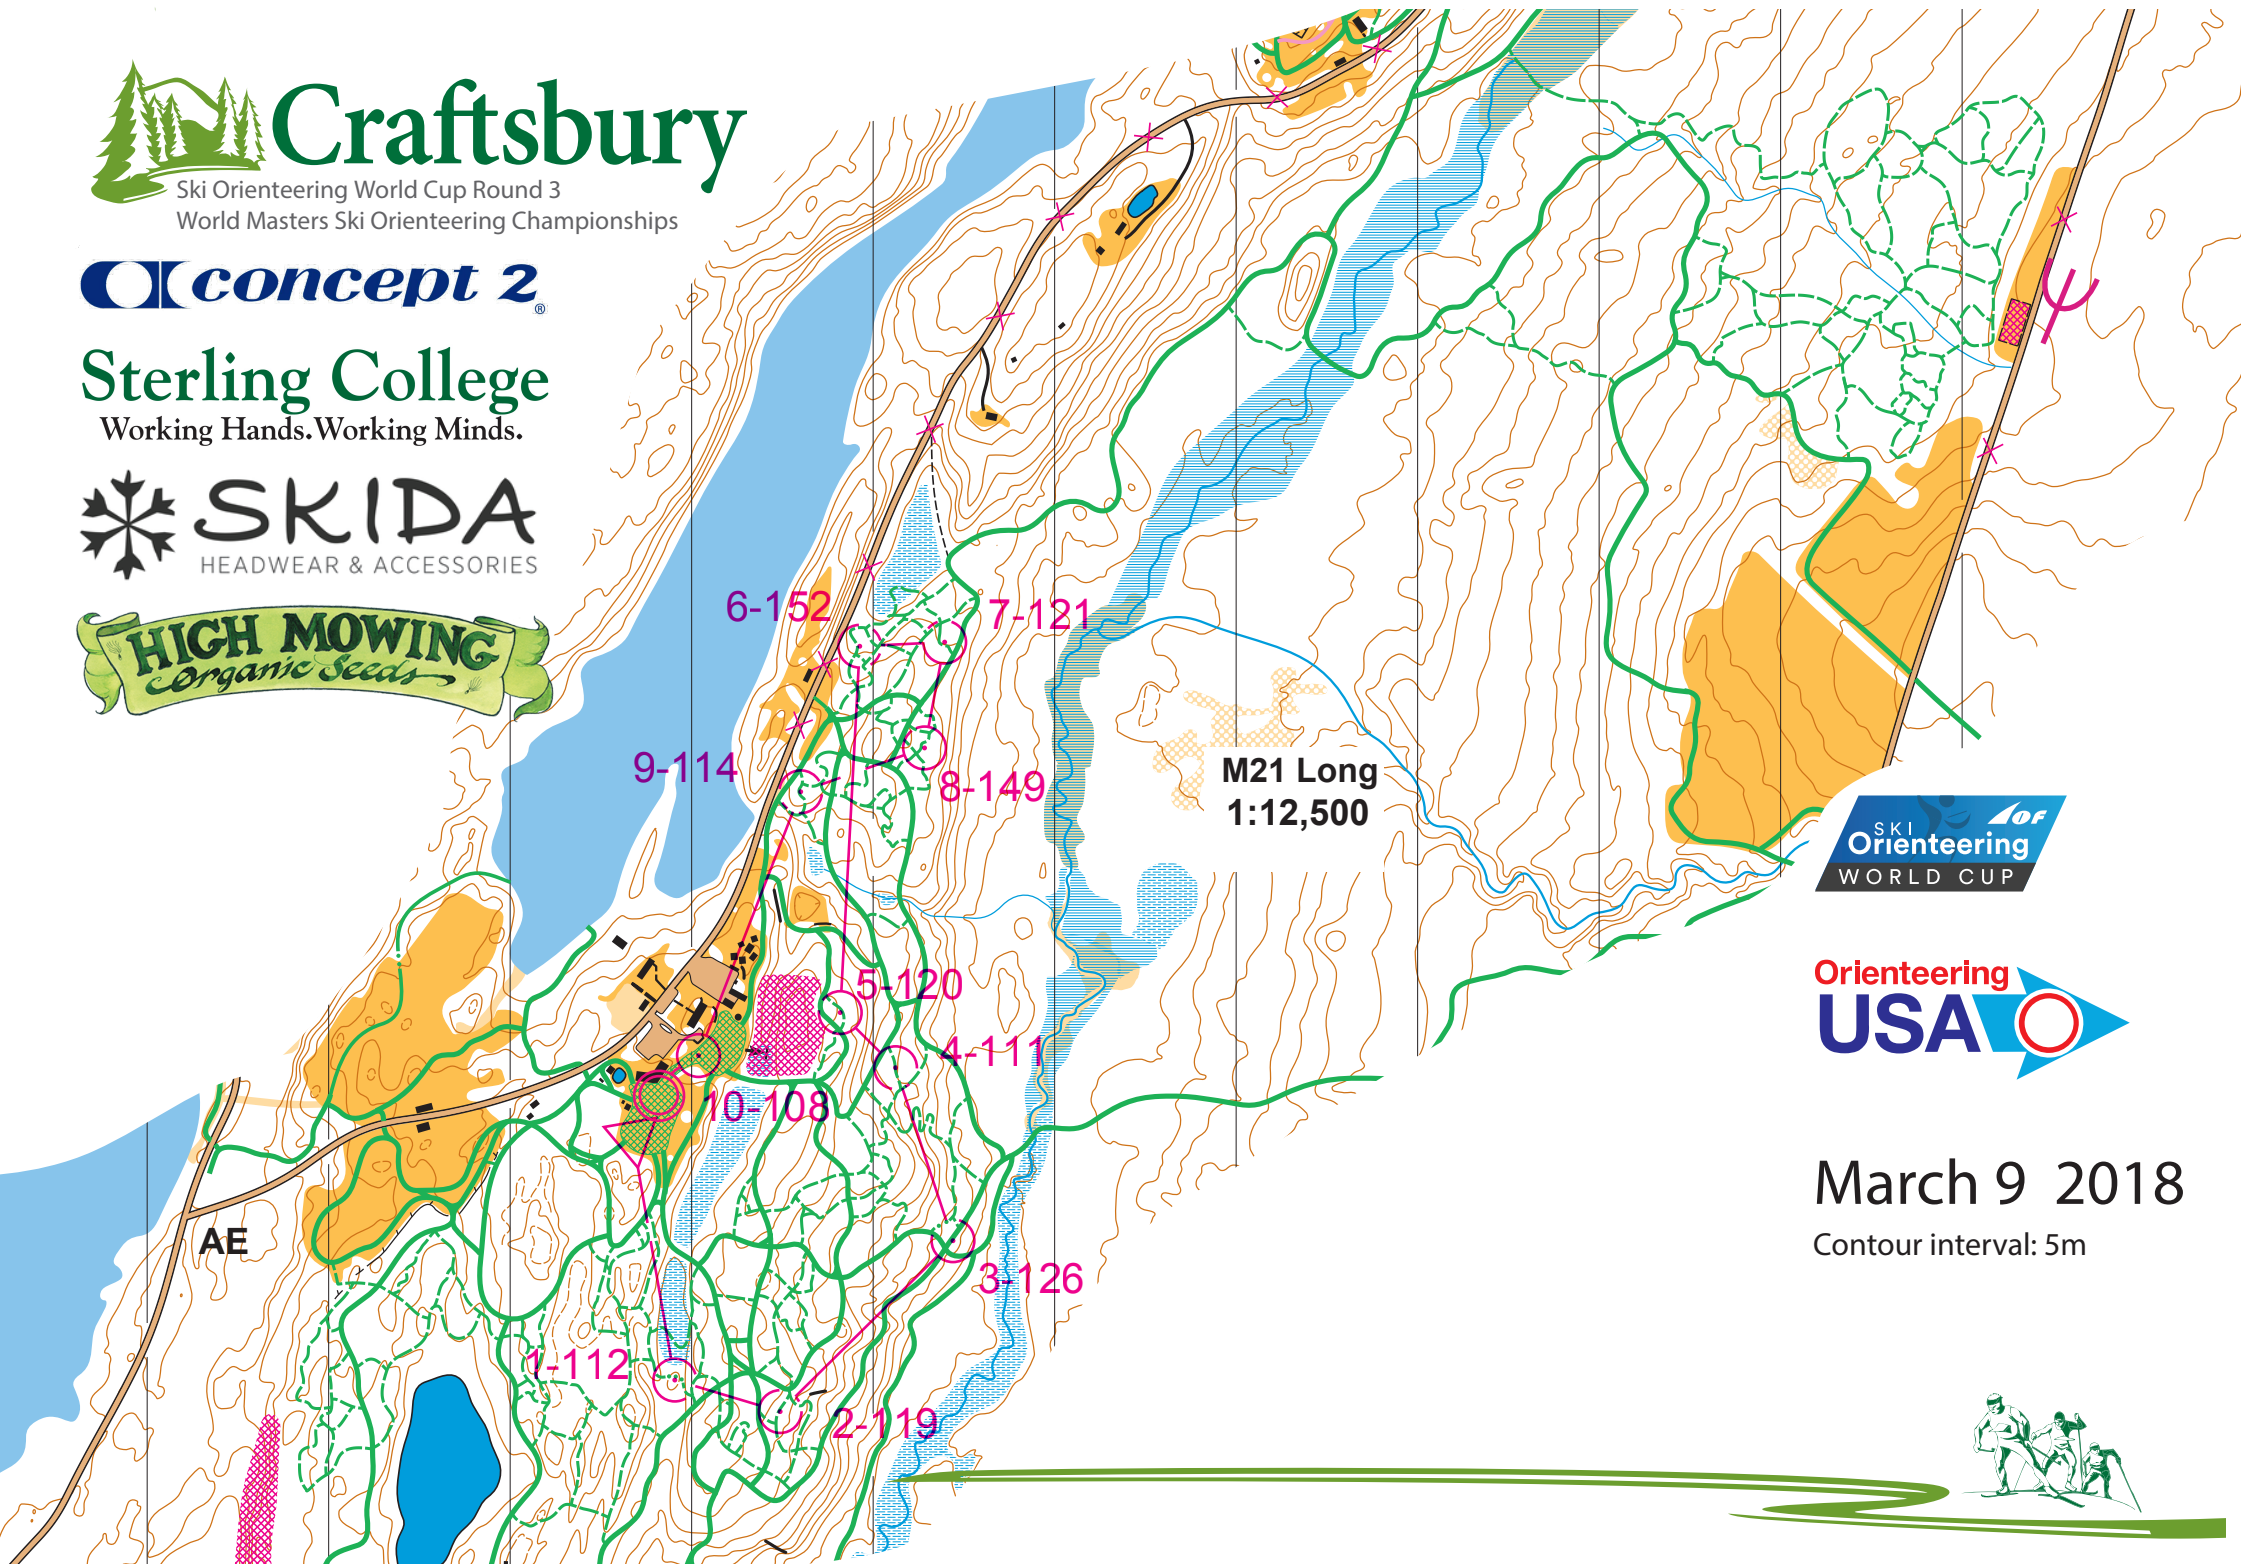 Craftsbury
Ski Orienteering World Cup Round 3
World Masters Ski Orienteering Championships
concept 2®
Sterling College
Working Hands.Working Minds.
SKIDA
HEADWEAR & ACCESSORIES
HIGH MOWING
Organic Seeds
6-152
7-121
9-114
8-149
M21 Long
1:12,500
5-120
4-111
10-108
AE
3-126
1-112
2-119
IOF
SKI
Orienteering
WORLD CUP
Orienteering
USA
March 9 2018
Contour interval: 5m